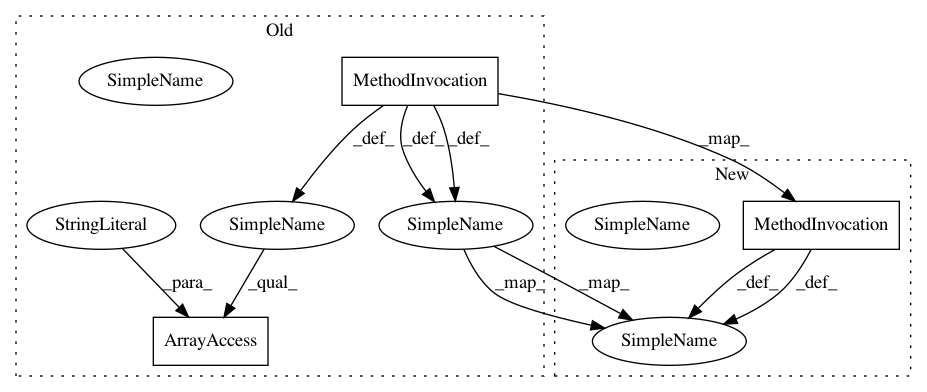 Old
SimpleName
MethodInvocation
_def_
_def_
_def_
_map_
New
StringLiteral
SimpleName
SimpleName
SimpleName
MethodInvocation
_para_
_qual_
_map_
_map_
_def_
_def_
ArrayAccess
SimpleName